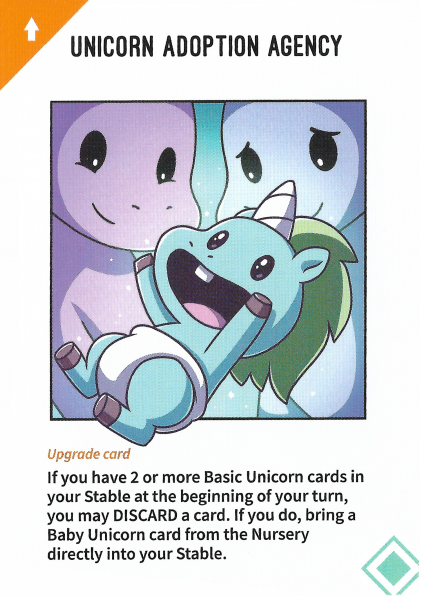 UNICORN ADOPTION AGENCY
Upgrade card
If you have 2 or more Basic Unicorn cards in
your Stable at the beginning of your turn,
you may DISCARD a card. If you do, bring a
Baby Unicorn card from the Nursery
directly into your Stable.